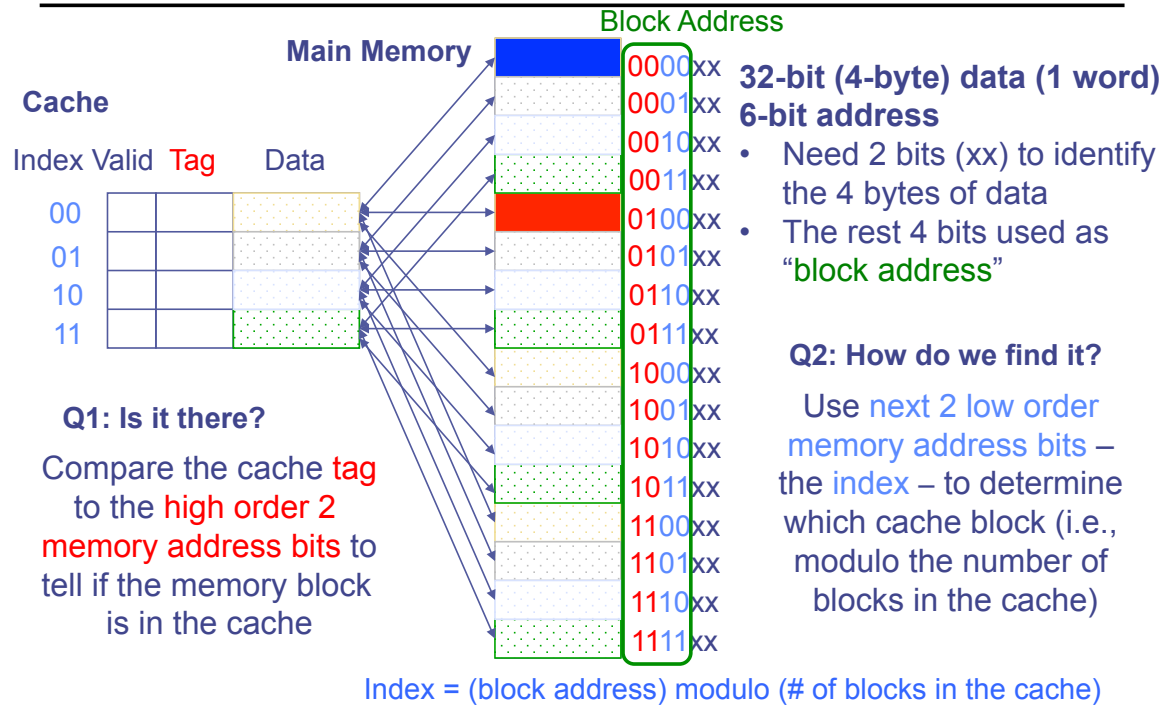 Block Address
Main Memory
Cache
Index Valid Tag Data
00
01
10
11
0000xx
0001xx
0010xx
0011xx
0100xx
0101xx
0110xx
0111xx
1000xx
1001xx
1010xx
1011xx
1100xx
1101xx
1110xx
1111xx
32-bit (4-byte) data (1 word)
6-bit address
• Need 2 bits (xx) to identify
the 4 bytes of data
• The rest 4 bits used as
“block address”
Q1: Is it there?
Compare the cache tag
to the high order 2
memory address bits to
tell if the memory block
is in the cache
Q2: How do we find it?
Use next 2 low order
memory address bits –
the index – to determine
which cache block (i.e.,
modulo the number of
blocks in the cache)
Index = (block address) modulo (# of blocks in the cache)